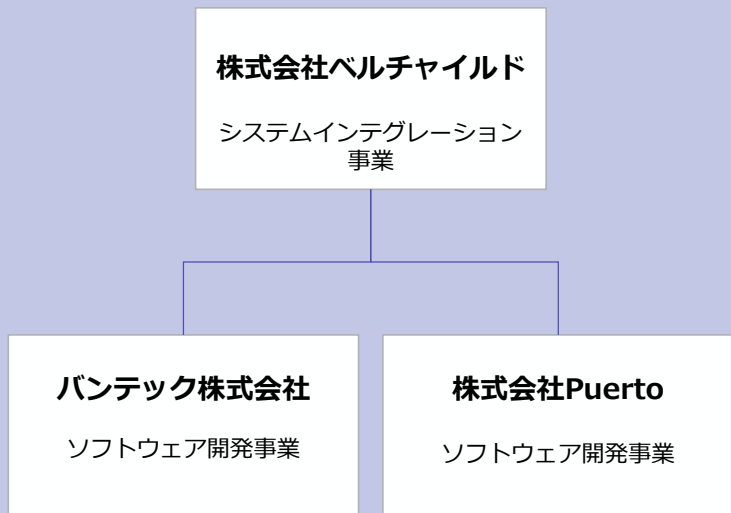 株式会社ベルチャイルド
システムインテグレーション
事業
バンテック株式会社
ソフトウェア開発事業
株式会社Puerto
ソフトウェア開発事業